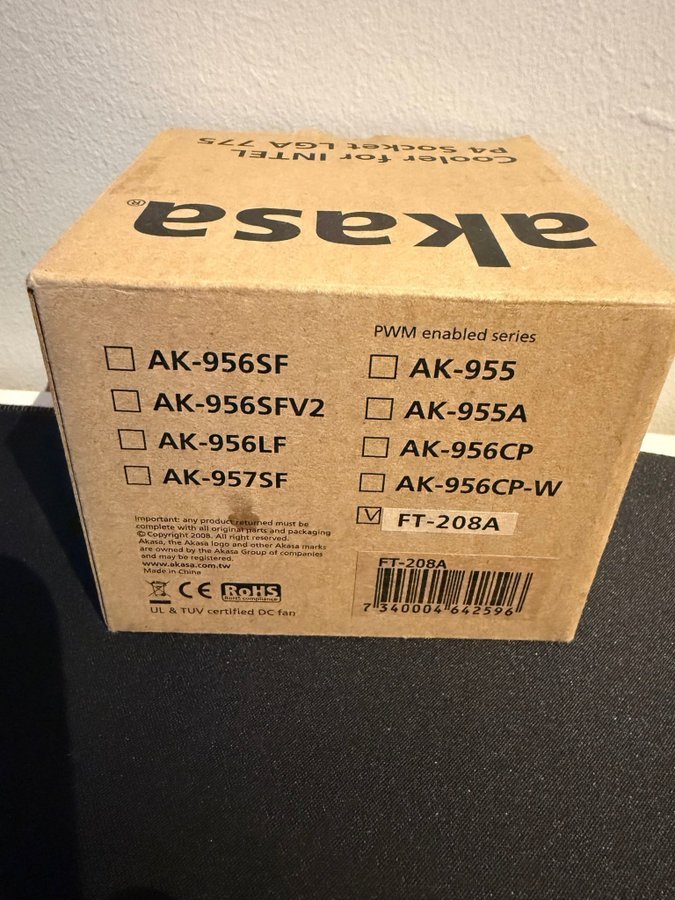 Cooler for INTEL
P4 Socket LGA 775
akasa®
PWM enabled series
AK-956SF
AK-956SFV2
AK-956LF
AK-957SF
AK-955
AK-955A
AK-956CP
AK-956CP-W
FT-208A
Important: any product returned must be
complete with all original parts and packaging
© Copyright 2008. All right reserved.
Akasa, the Akasa logo and other Akasa marks
are owned by the Akasa Group of companies
and may be registered.
www.akasa.com.tw
Made in China
CE RoHS
RoHS compliance
UL & TUV certified DC fan
FT-208A
7 340004 642596